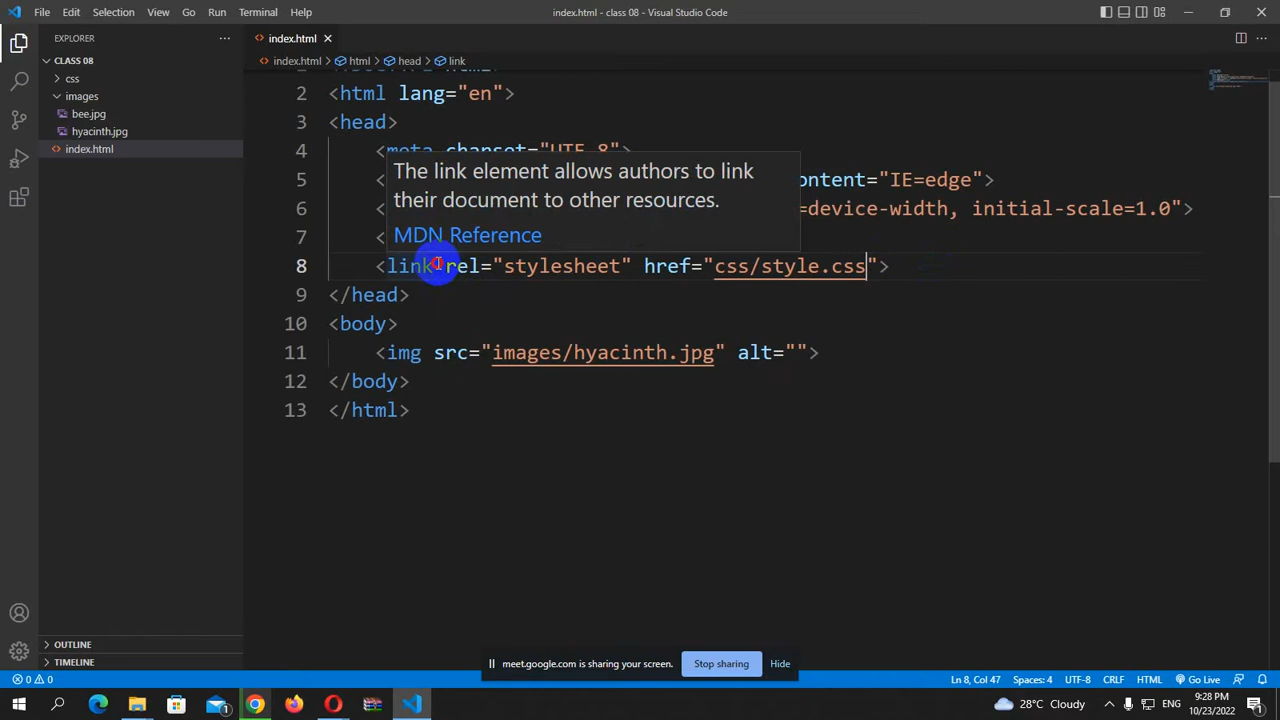 File Edit Selection View Go Run Terminal Help
index.html - class 08 - Visual Studio Code
EXPLORER
CLASS 08
css
images
bee.jpg
hyacinth.jpg
index.html
OUTLINE
TIMELINE
index.html
index.html > html > head > link
2 <html lang="en">
3 <head>
4 <meta charset="UTF-8">
5 < ontent="IE=edge">
6 < =device-width, initial-scale=1.0">
7 <
The link element allows authors to link
their document to other resources.
MDN Reference
8 <link rel="stylesheet" href="css/style.css">
9 </head>
10 <body>
11 <img src="images/hyacinth.jpg" alt="">
12 </body>
13 </html>
meet.google.com is sharing your screen. Stop sharing Hide
0 0 Ln 8, Col 47 Spaces: 4 UTF-8 CRLF HTML Go Live
28°C Cloudy ENG 9:28 PM
10/23/2022